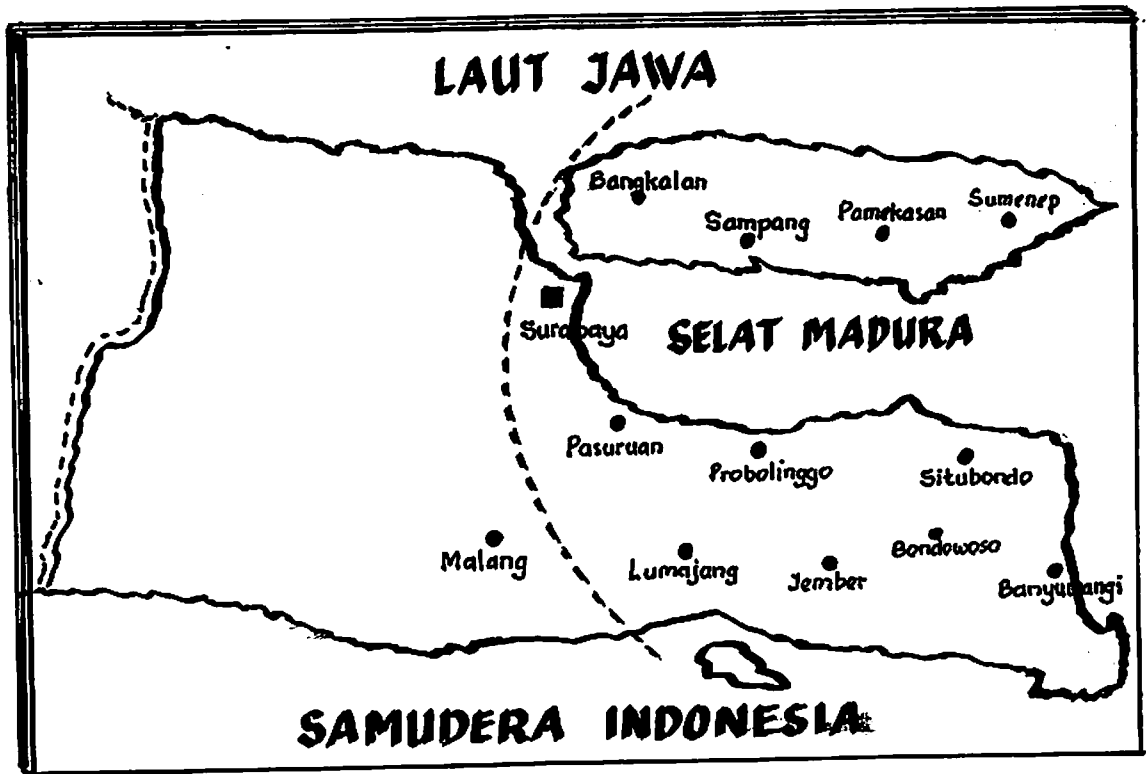 LAUT JAWA
Bangkalan
Sampang
Pamekasan
Sumenep
Surabaya
SELAT MADURA
Pasuruan
Probolinggo
Situbondo
Malang
Lumajang
Jember
Bondowoso
Banyuwangi
SAMUDERA INDONESIA